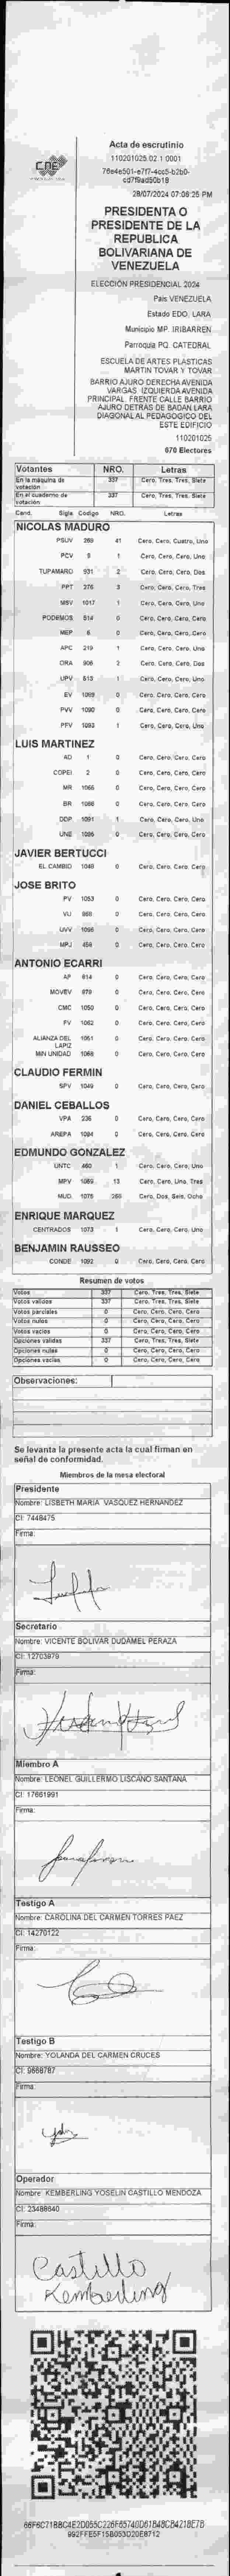 CNE
Acta de escrutinio
110201025.02.1.0001
28/07/2024 07:06:25 PM
PRESIDENTA O
PRESIDENTE DE LA
REPUBLICA
BOLIVARIANA DE
VENEZUELA
ELECCIÓN PRESIDENCIAL 2024
País VENEZUELA
Estado EDO. LARA
Municipio MP. IRIBARREN
Parroquia PQ. CATEDRAL
ESCUELA DE ARTES PLASTICAS
MARTIN TOVAR Y TOVAR
BARRIO AJURO DERECHA AVENIDA
VARGAS. IZQUIERDA AVENIDA
PRINCIPAL. FRENTE CALLE BARRIO
AJURO DETRAS DE BADAN LARA
DIAGONAL AL PEDAGOGICO DEL
ESTE EDIFICIO
110201025
670 Electores
Votantes NRO. Letras
En la máquina de votación 337 Cero, Tres, Tres, Siete
En el cuaderno de votación 337 Cero, Tres, Tres, Siete
Cand. Sigla Codigo NRO. Letras
NICOLAS MADURO
PSUV 269 41 Cero, Cero, Cuatro, Uno
PCV 5 1 Cero, Cero, Cero, Uno
TUPAMARO 931 2 Cero, Cero, Cero, Dos
PPT 276 3 Cero, Cero, Cero, Tres
MSV 1017 1 Cero, Cero, Cero, Uno
PODEMOS 514 0 Cero, Cero, Cero, Cero
MEP 6 0 Cero, Cero, Cero, Cero
APC 219 1 Cero, Cero, Cero, Uno
ORA 906 2 Cero, Cero, Cero, Dos
UPV 513 1 Cero, Cero, Cero, Uno
EV 0 Cero, Cero, Cero, Cero
PVV 1090 0 Cero, Cero, Cero, Cero
PFV 1 Cero, Cero, Cero, Uno
LUIS MARTINEZ
AD 1 0 Cero, Cero, Cero, Cero
COPEI 2 0 Cero, Cero, Cero, Cero
MR 1066 0 Cero, Cero, Cero, Cero
BR 1086 0 Cero, Cero, Cero, Cero
DDP 1091 1 Cero, Cero, Cero, Uno
UNE 0 Cero, Cero, Cero, Cero
JAVIER BERTUCCI
EL CAMBIO 1048 0 Cero, Cero, Cero, Cero
JOSE BRITO
PV 1053 0 Cero, Cero, Cero, Cero
VU 868 0 Cero, Cero, Cero, Cero
UVV 0 Cero, Cero, Cero, Cero
MPJ 459 0 Cero, Cero, Cero, Cero
ANTONIO ECARRI
AP 814 0 Cero, Cero, Cero, Cero
MOVEV 879 0 Cero, Cero, Cero, Cero
CMC 1050 0 Cero, Cero, Cero, Cero
FV 1062 0 Cero, Cero, Cero, Cero
ALIANZA DEL LAPIZ 1061 0 Cero, Cero, Cero, Cero
MIN UNIDAD 1068 0 Cero, Cero, Cero, Cero
CLAUDIO FERMIN
SPV 1049 0 Cero, Cero, Cero, Cero
DANIEL CEBALLOS
VPA 236 0 Cero, Cero, Cero, Cero
AREPA 1084 0 Cero, Cero, Cero, Cero
EDMUNDO GONZALEZ
UNTC 460 1 Cero, Cero, Cero, Uno
MPV 1069 13 Cero, Cero, Uno, Tres
MUD 1075 268 Cero, Dos, Seis, Ocho
ENRIQUE MARQUEZ
CENTRADOS 1073 1 Cero, Cero, Cero, Uno
BENJAMIN RAUSSEO
CONDE 1092 0 Cero, Cero, Cero, Cero
Resumen de votos
Votos 337 Cero, Tres, Tres, Siete
Votos validos 337 Cero, Tres, Tres, Siete
Votos parciales 0 Cero, Cero, Cero, Cero
Votos nulos 0 Cero, Cero, Cero, Cero
Votos vacios 0 Cero, Cero, Cero, Cero
Opciones validas 337 Cero, Tres, Tres, Siete
Opciones nulas 0 Cero, Cero, Cero, Cero
Opciones vacias 0 Cero, Cero, Cero, Cero
Observaciones:
Se levanta la presente acta la cual firman en
señal de conformidad.
Miembros de la mesa electoral
Presidente
Nombre: LISBETH MARIA VASQUEZ HERNANDEZ
CI: 7448475
Firma:
Secretario
Nombre: VICENTE BOLIVAR DUDAMEL PERAZA
CI: 12703979
Firma:
Miembro A
Nombre: LEONEL GUILLERMO LISCANO SANTANA
CI: 17661991
Firma:
Testigo A
Nombre: CAROLINA DEL CARMEN TORRES PAEZ
CI: 14270122
Firma:
Testigo B
Nombre: YOLANDA DEL CARMEN CRUCES
CI: 9668787
Firma:
Operador
Nombre: KEMBERLING YOSELIN CASTILLO MENDOZA
CI: 23488640
Firma:
Castillo
Kemberling